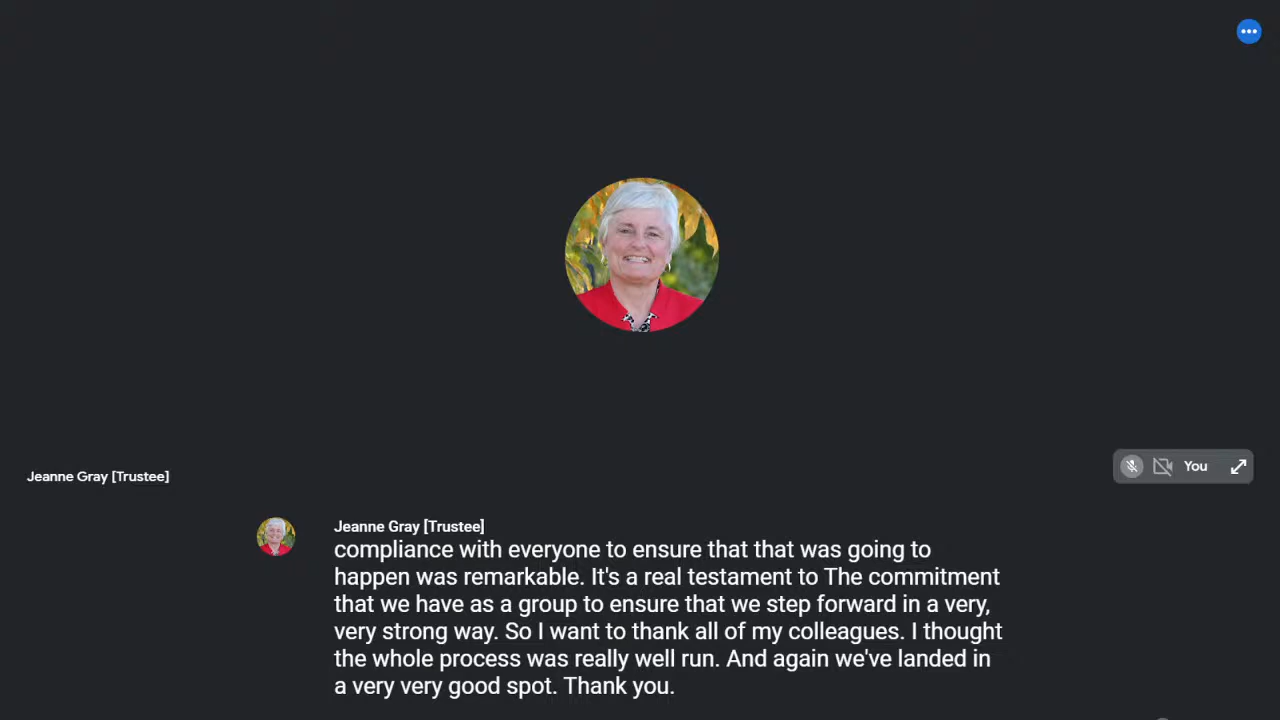 Jeanne Gray [Trustee]
You
Jeanne Gray [Trustee]
compliance with everyone to ensure that that was going to
happen was remarkable. It's a real testament to The commitment
that we have as a group to ensure that we step forward in a very,
very strong way. So I want to thank all of my colleagues. I thought
the whole process was really well run. And again we've landed in
a very very good spot. Thank you.